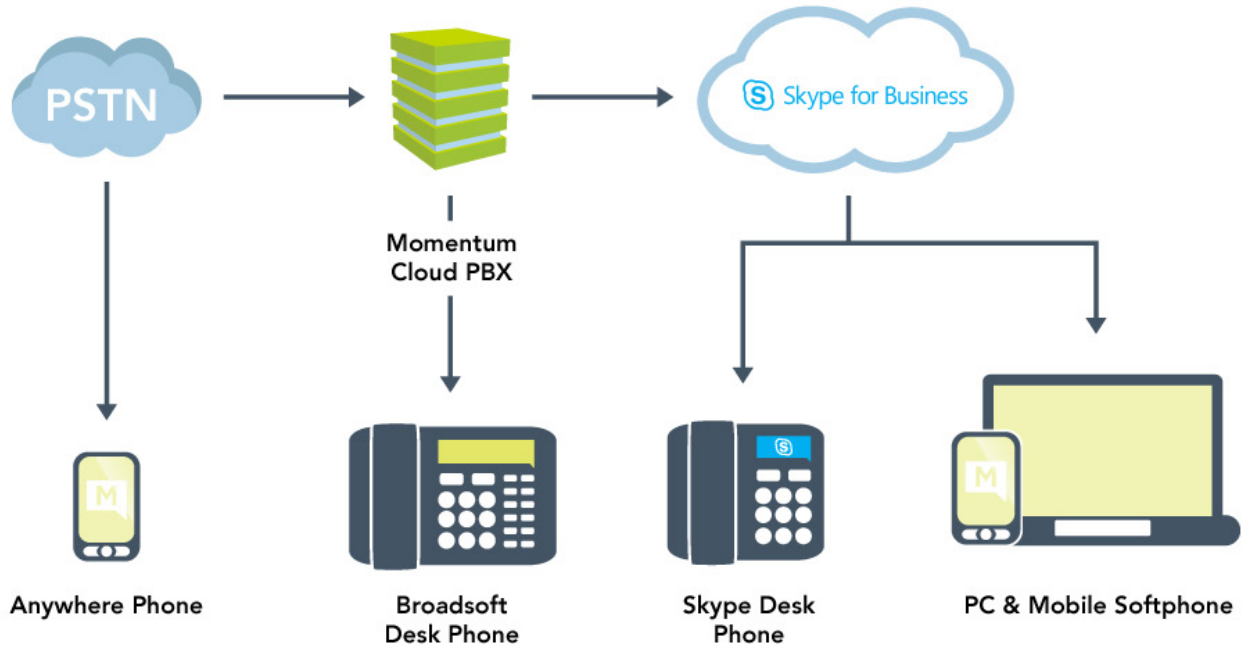 PSTN
S Skype for Business
Momentum
Cloud PBX
M
S
M
Anywhere Phone
Broadsoft
Desk Phone
Skype Desk
Phone
PC & Mobile Softphone